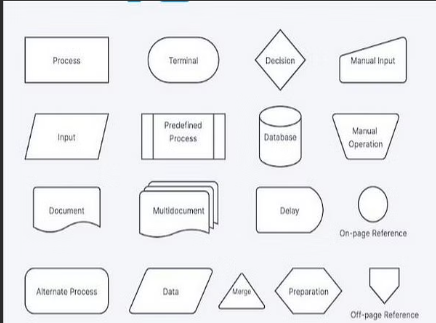 Process
Terminal
Decision
Manual Input
Input
Predefined
Process
Database
Manual
Operation
Document
Multidocument
Delay
On-page Reference
Alternate Process
Data
Merge
Preparation
Off-page Reference